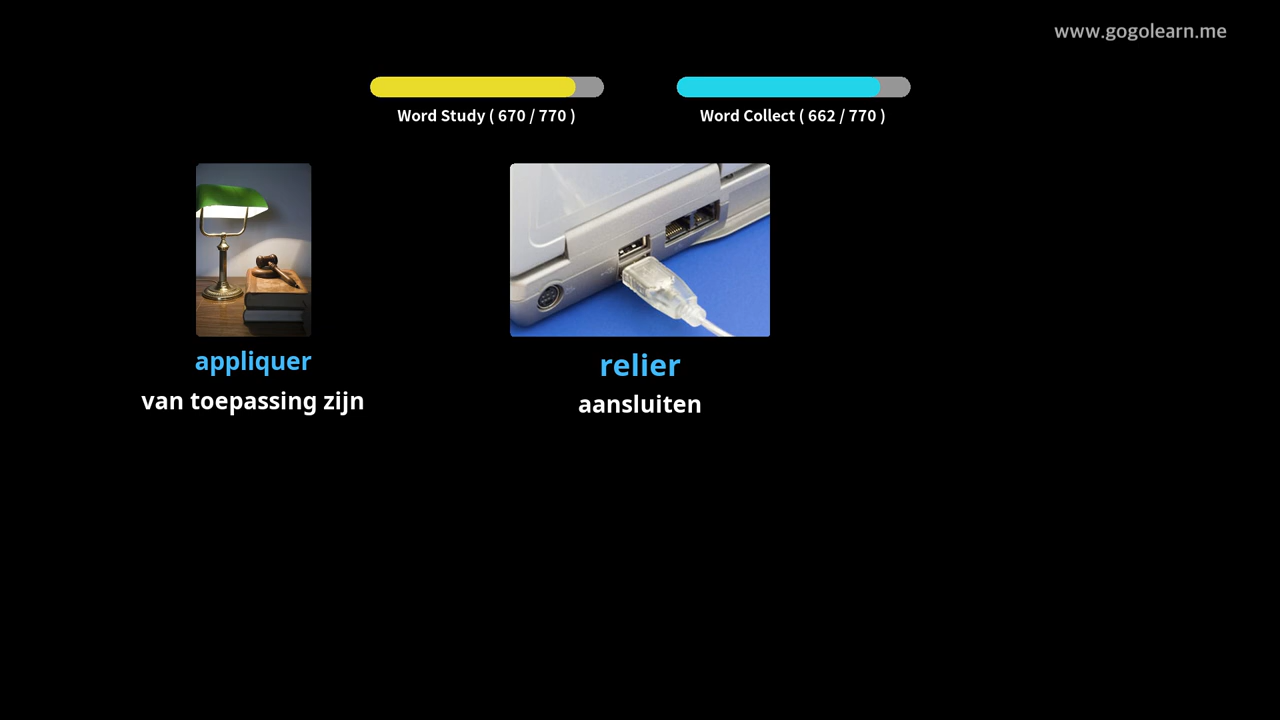 www.gogolearn.me
Word Study ( 670 / 770 )
Word Collect ( 662 / 770 )
appliquer
van toepassing zijn
relier
aansluiten